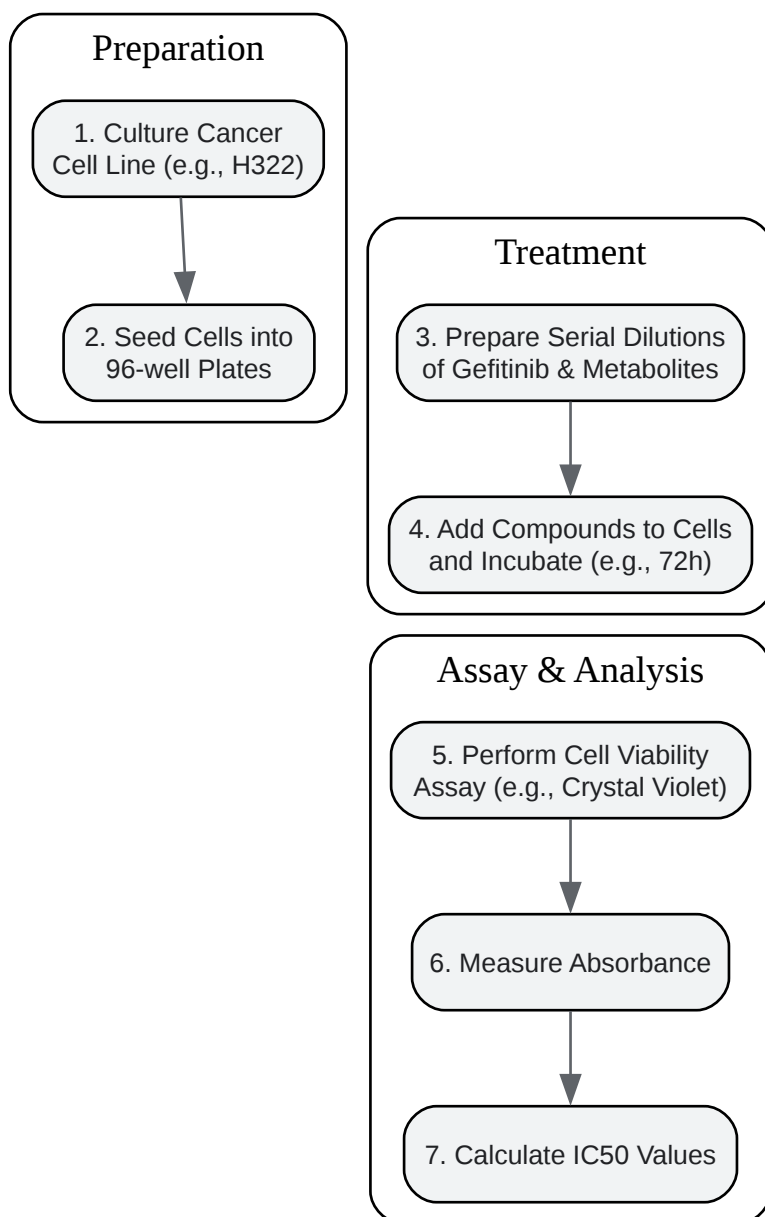 Preparation
1. Culture Cancer
Cell Line (e.g., H322)
2. Seed Cells into
96-well Plates
Treatment
3. Prepare Serial Dilutions
of Gefitinib & Metabolites
4. Add Compounds to Cells
and Incubate (e.g., 72h)
Assay & Analysis
5. Perform Cell Viability
Assay (e.g., Crystal Violet)
6. Measure Absorbance
7. Calculate IC50 Values